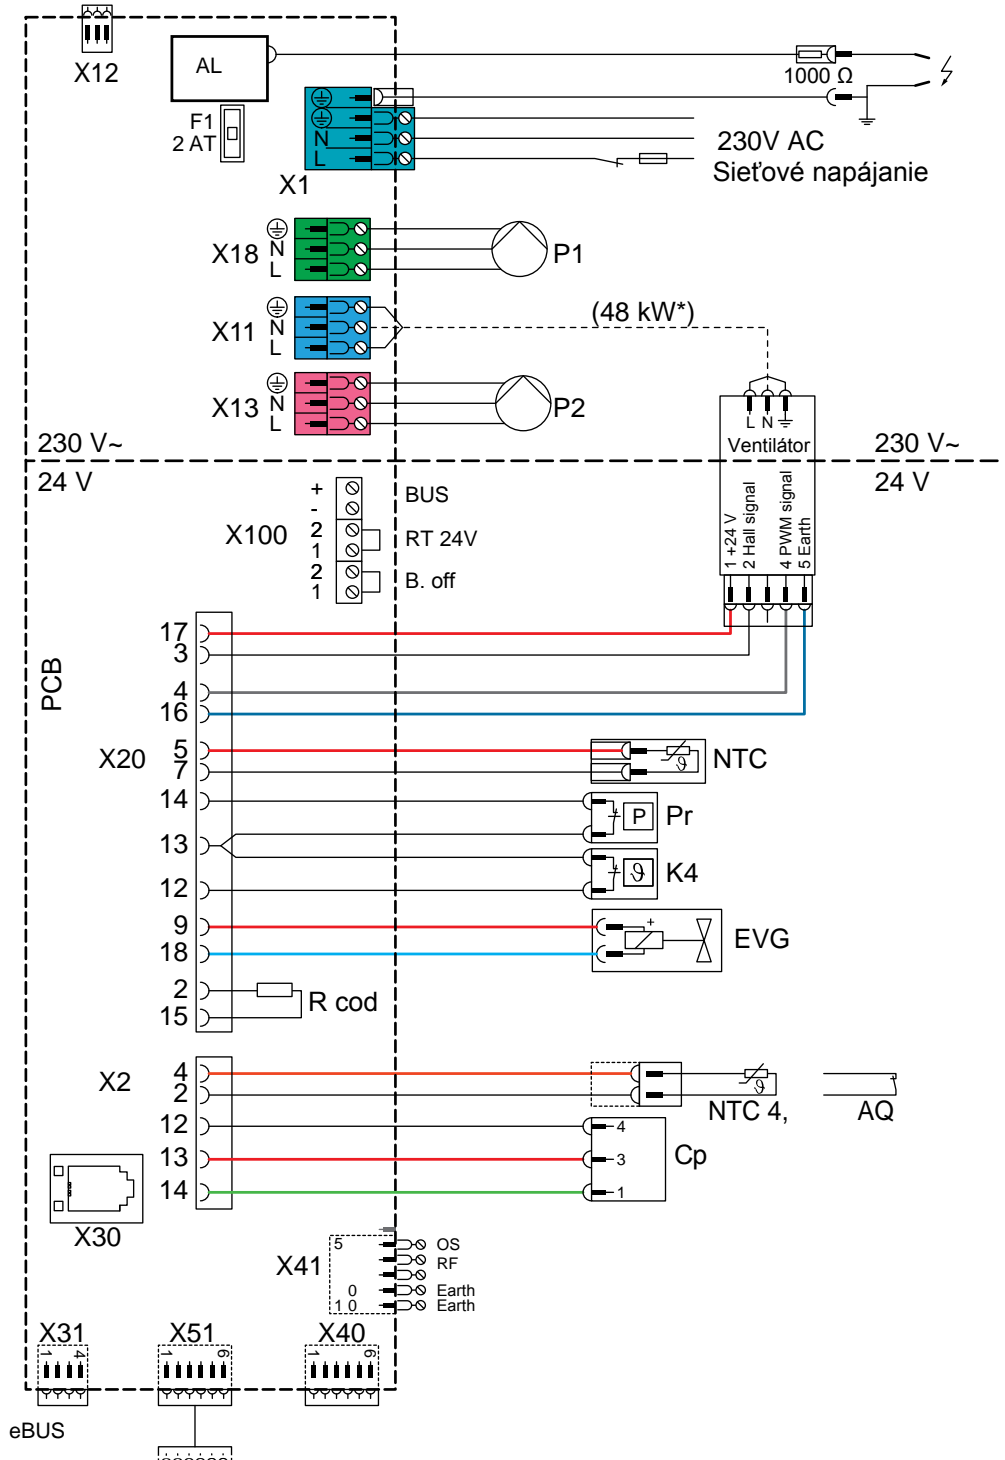 X12
AL
1000 Ω
F1
2 AT
N
L
X1
230V AC
Sieťové napájanie
X18
N
L
P1
X11
N
L
(48 kW*)
X13
N
L
P2
L N
Ventilátor
230 V~
230 V~
24 V
24 V
1 +24 V
2 Hall signal
4 PWM signal
5 Earth
X100
+
-
2
1
2
1
BUS
RT 24V
B. off
PCB
X20
17
3
4
16
5
7
14
13
12
9
18
2
15
ϑ
NTC
P
Pr
ϑ
K4
+
EVG
R cod
X2
4
2
12
13
14
ϑ
NTC 4,
AQ
4
3
1
Cp
X30
X41
5
0
1 0
OS
RF
Earth
Earth
X31
1 4
X51
1 6
X40
1 6
eBUS